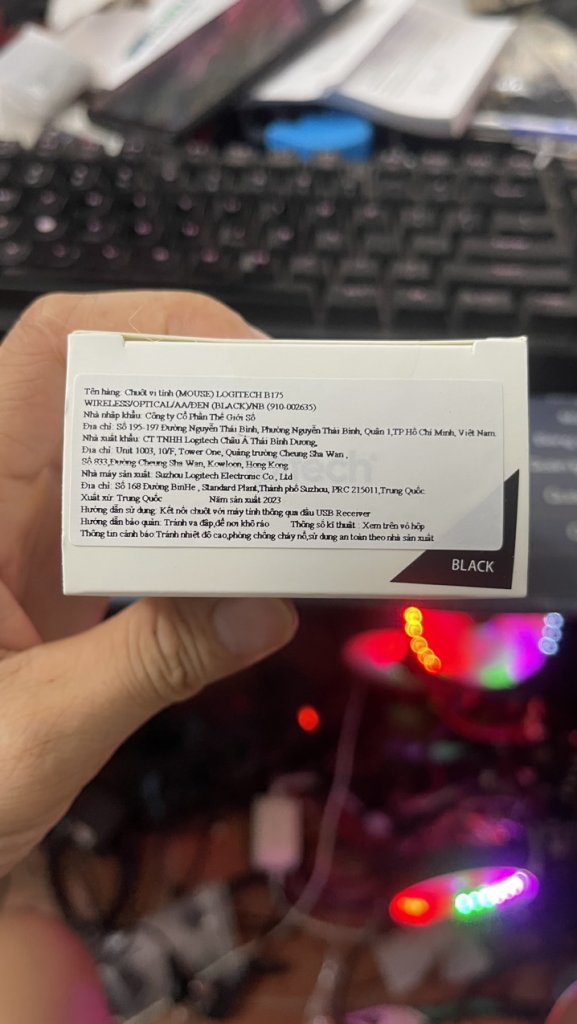 Tên hàng: Chuột vi tính (MOUSE) LOGITECH B175
WIRELESS/OPTICAL/AA/ĐEN (BLACK)/NB (910-002635)
Nhà nhập khẩu: Công ty Cổ Phần Thế Giới Số
Địa chỉ: Số 195-197 Đường Nguyễn Thái Bình, Phường Nguyễn Thái Bình, Quận 1,TP Hồ Chí Minh, Việt Nam.
Nhà xuất khẩu: CT TNHH Logitech Châu Á Thái Bình Dương,
Địa chỉ: Unit 1003, 10/F, Tower One, Quảng trường Cheung Sha Wan ,
Số 833,Đường Cheung Sha Wan, Kowloon, Hong Kong
Nhà máy sản xuất: Suzhou Logitech Electronic Co , Ltd
Địa chỉ: Số 168 Đường BinHe , Standard Plant,Thành phố Suzhou, PRC 215011,Trung Quốc.
Xuất xứ: Trung Quốc Năm sản xuất 2023
Hướng dẫn sử dụng: Kết nối chuột với máy tính thông qua đầu USB Receiver
Hướng dẫn bảo quản: Tránh va đập,để nơi khô ráo Thông số kĩ thuật : Xem trên vỏ hộp
Thông tin cảnh báo:Tránh nhiệt độ cao,phòng chống cháy nổ,sử dụng an toàn theo nhà sản xuất
BLACK